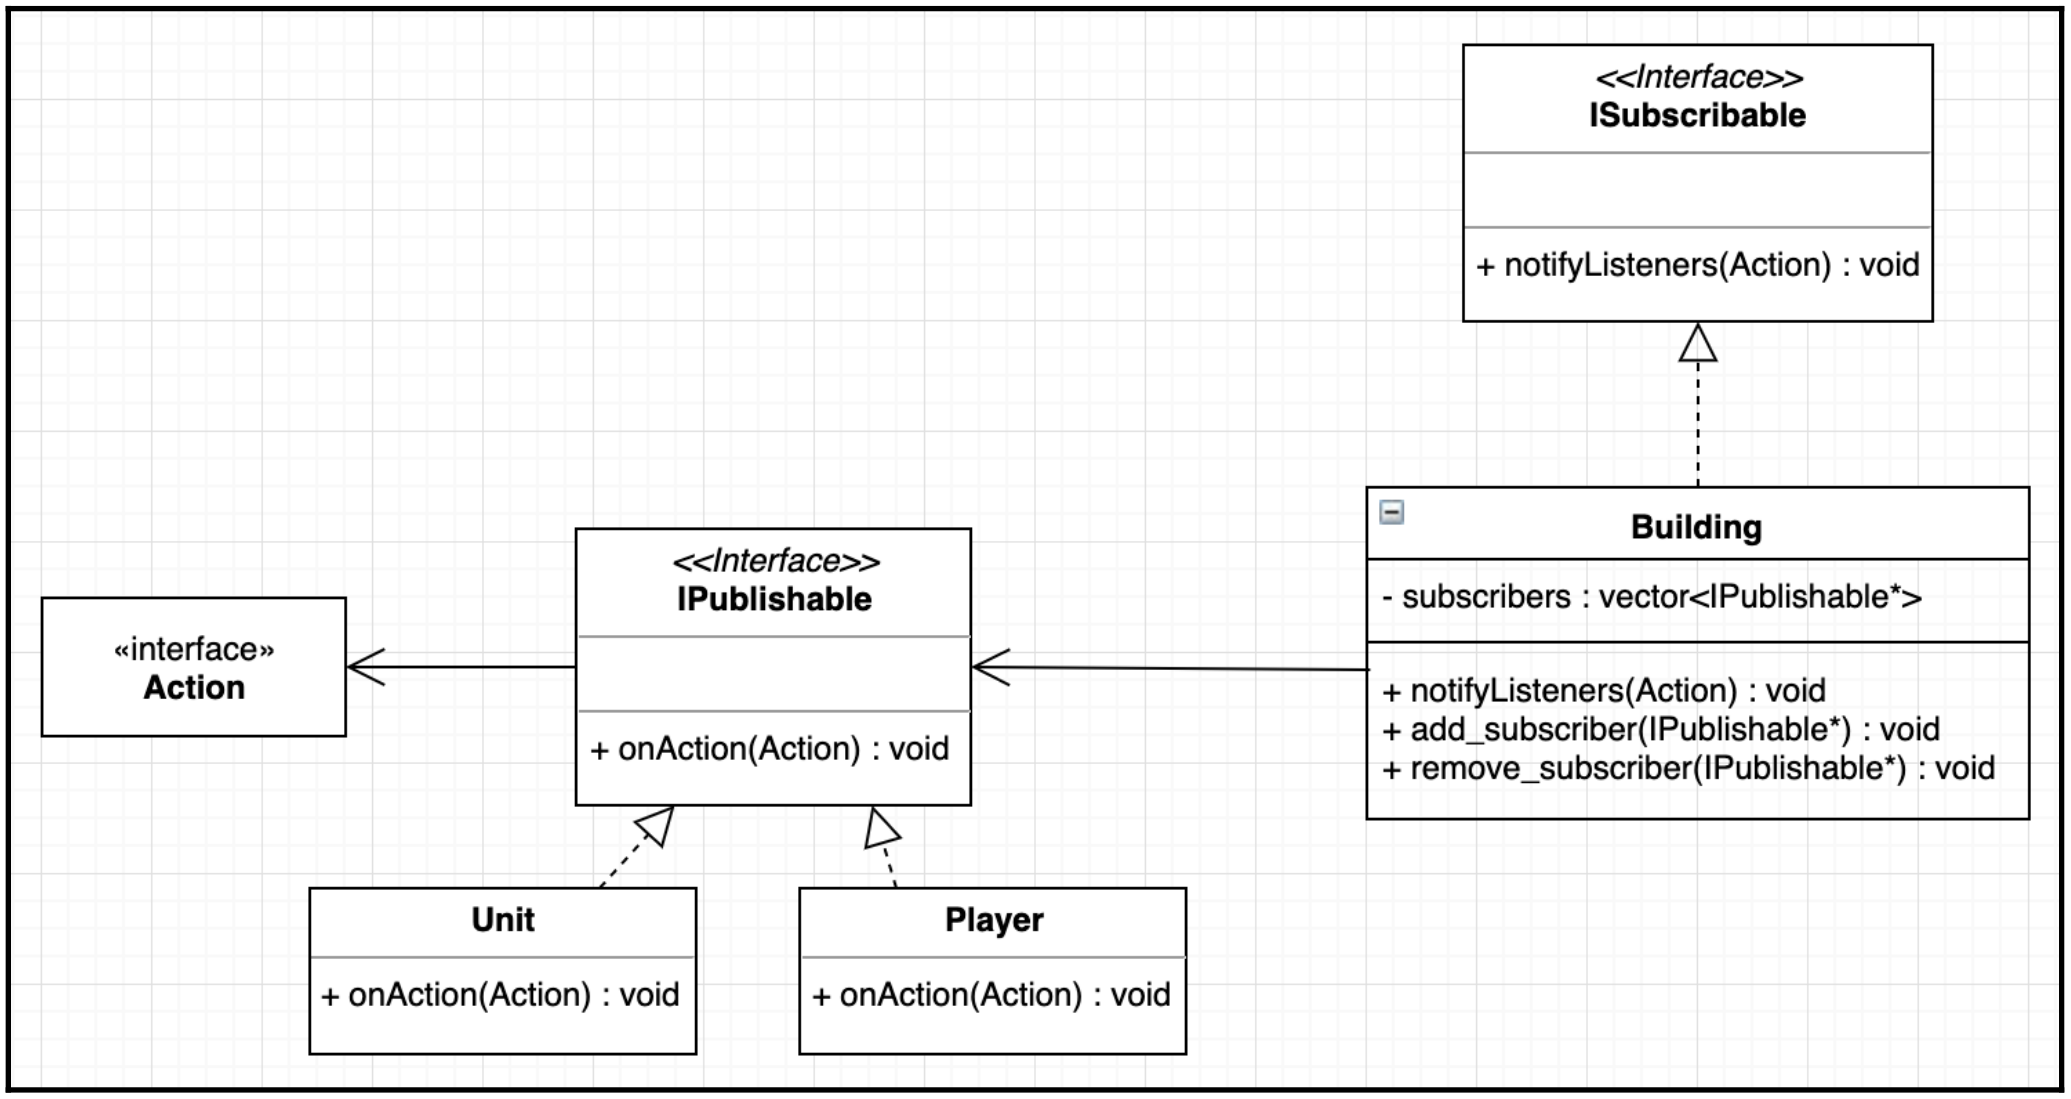 <<Interface>>
ISubscribable
+ notifyListeners(Action) : void
Building
- subscribers : vector<IPublishable*>
+ notifyListeners(Action) : void
+ add_subscriber(IPublishable*) : void
+ remove_subscriber(IPublishable*) : void
<<Interface>>
IPublishable
+ onAction(Action) : void
«interface»
Action
Unit
+ onAction(Action) : void
Player
+ onAction(Action) : void